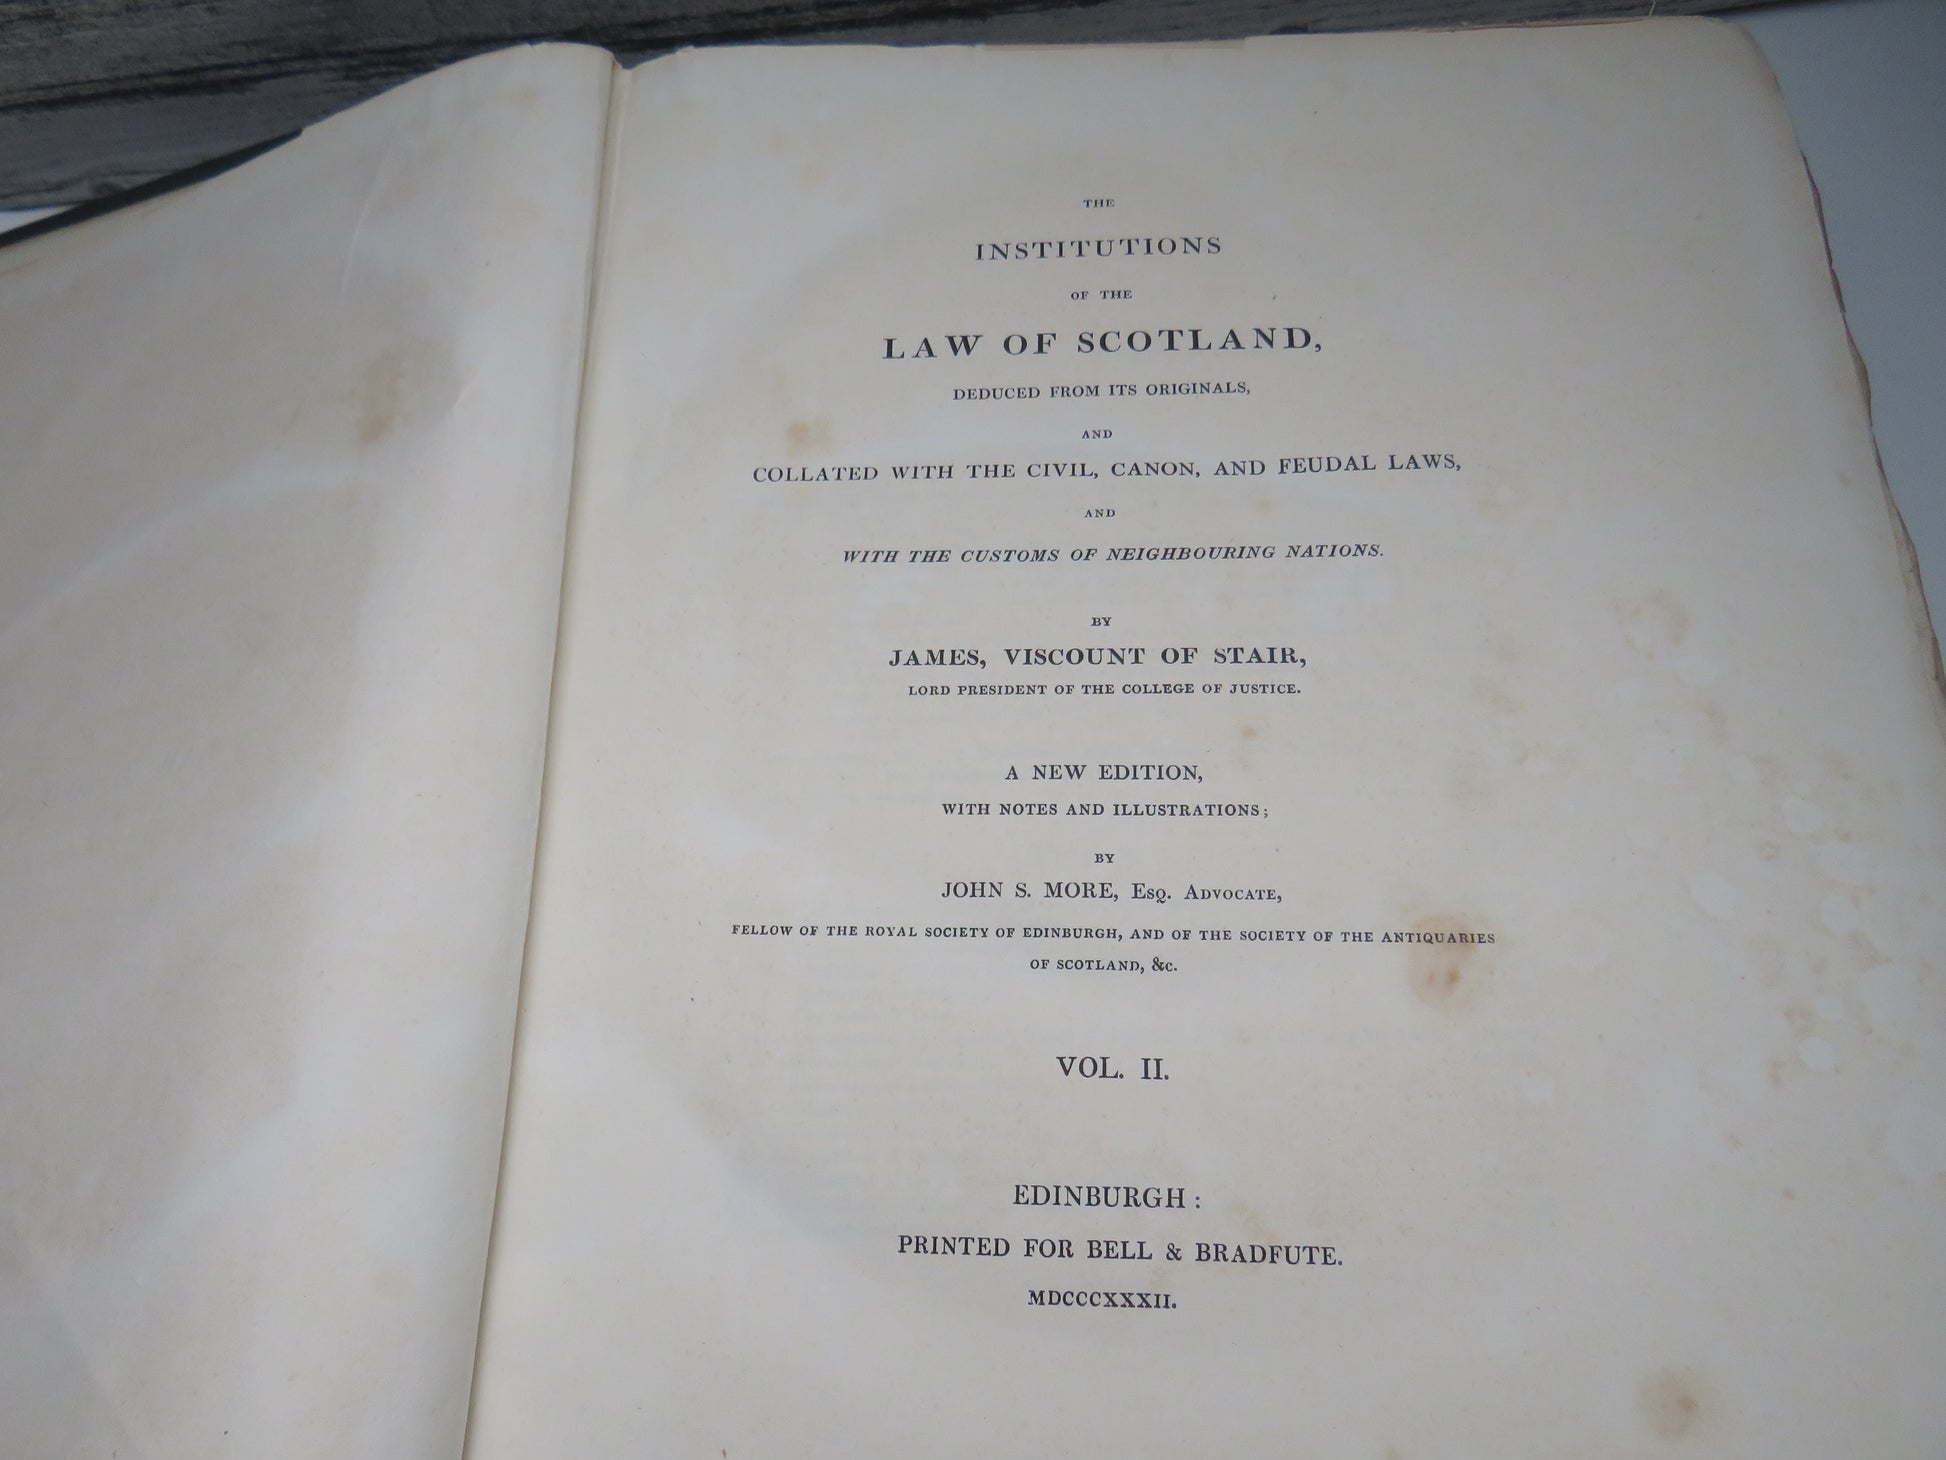 THE
INSTITUTIONS
OF THE
LAW OF SCOTLAND,
DEDUCED FROM ITS ORIGINALS,
AND
COLLATED WITH THE CIVIL, CANON, AND FEUDAL LAWS,
AND
WITH THE CUSTOMS OF NEIGHBOURING NATIONS.
BY
JAMES, VISCOUNT OF STAIR,
LORD PRESIDENT OF THE COLLEGE OF JUSTICE.
A NEW EDITION,
WITH NOTES AND ILLUSTRATIONS;
BY
JOHN S. MORE, Esq. Advocate,
FELLOW OF THE ROYAL SOCIETY OF EDINBURGH, AND OF THE SOCIETY OF THE ANTIQUARIES
OF SCOTLAND, &c.
VOL. II.
EDINBURGH:
PRINTED FOR BELL & BRADFUTE.
MDCCCXXXII.